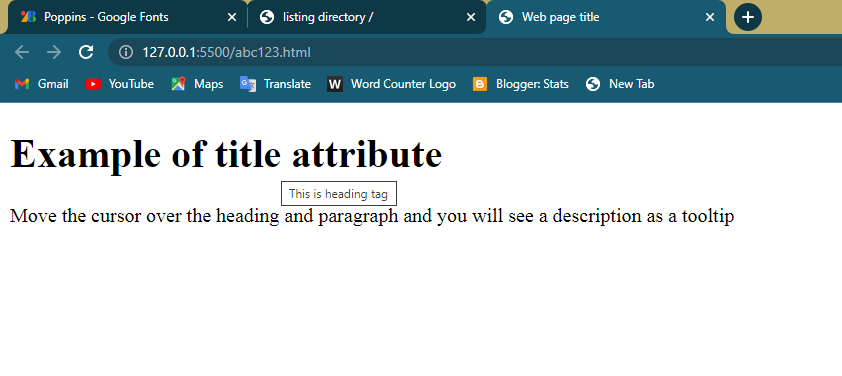 Poppins - Google Fonts
listing directory /
Web page title
127.0.0.1:5500/abc123.html
Gmail YouTube Maps Translate W Word Counter Logo Blogger: Stats New Tab
Example of title attribute
This is heading tag
Move the cursor over the heading and paragraph and you will see a description as a tooltip